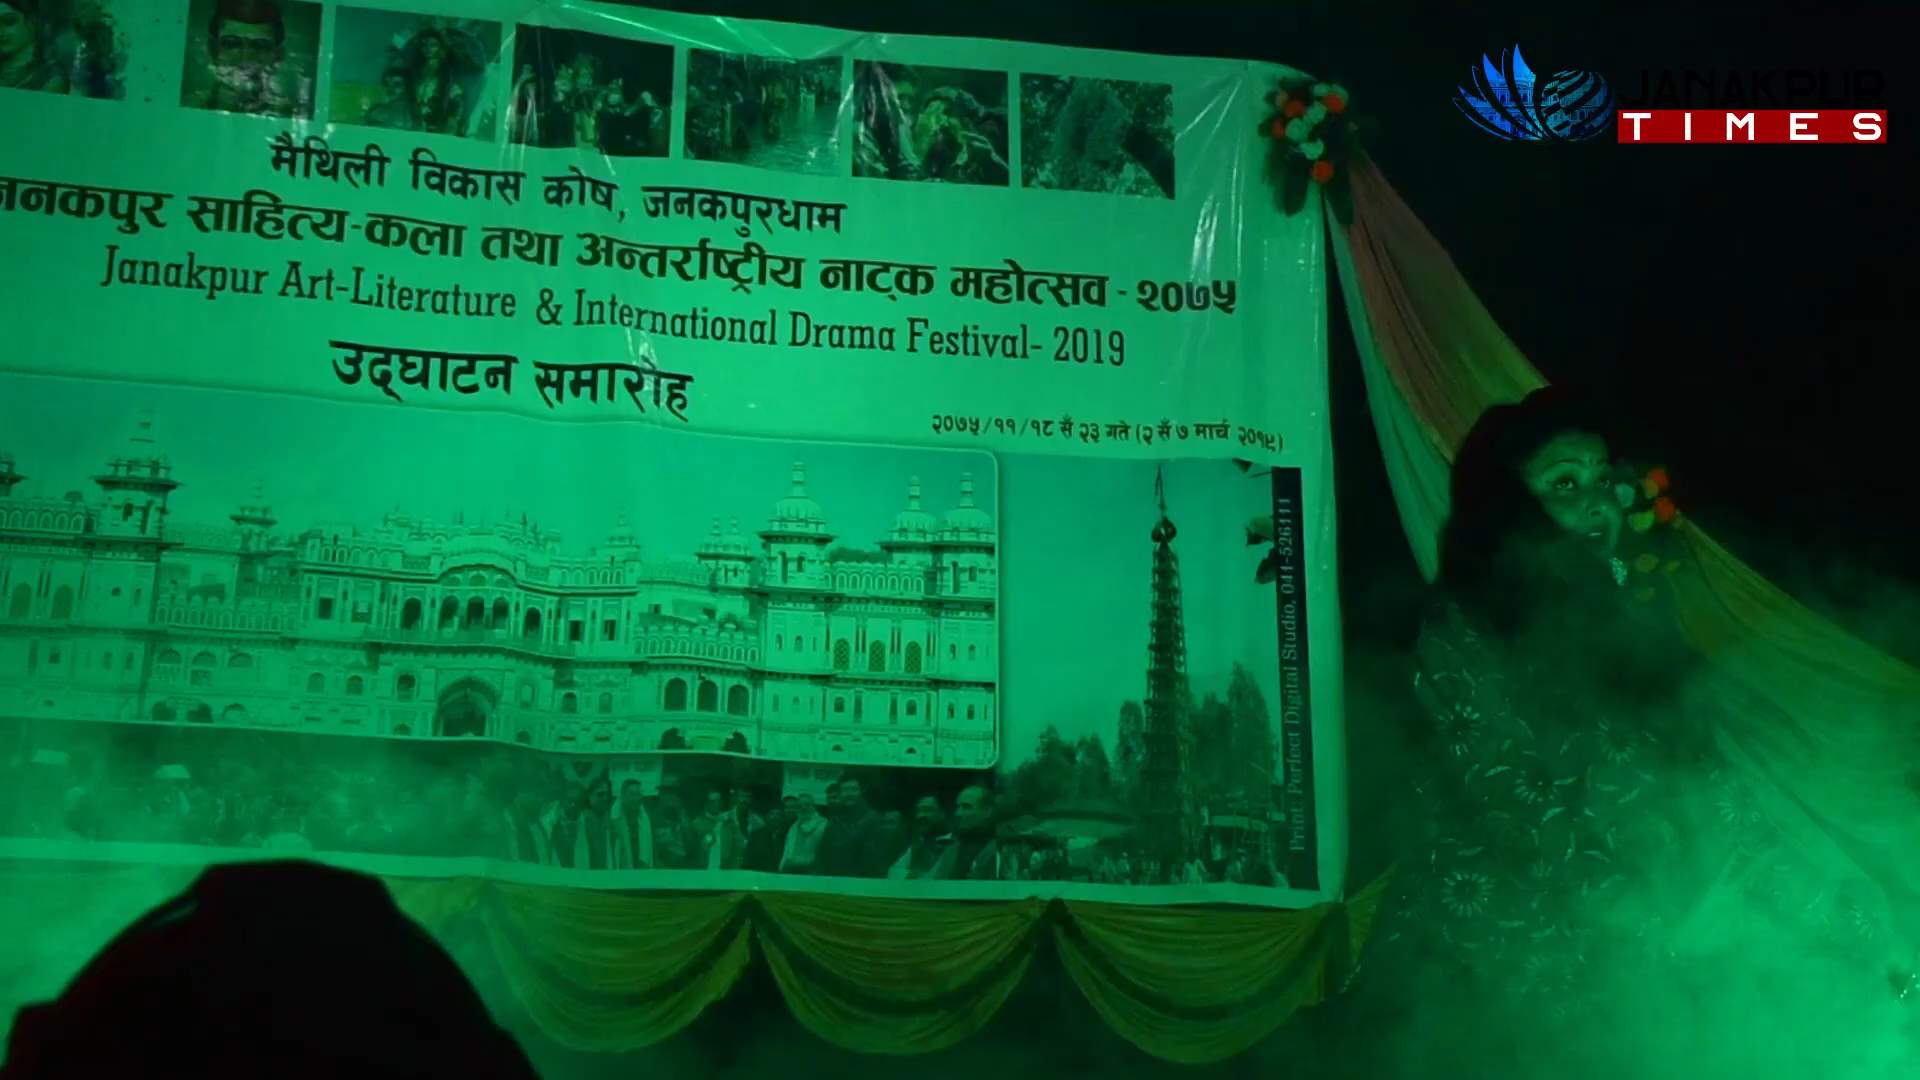 JANAKPUR
TIMES
मैथिली विकास कोष, जनकपुरधाम
जनकपुर साहित्य-कला तथा अन्तर्राष्ट्रीय नाट्क महोत्सव - २०७५
Janakpur Art-Literature & International Drama Festival- 2019
उद्घाटन समारोह
२०७५/११/१८ सँ २३ गते (२ सँ ७ मार्च २०१९)
Print: Perfect Digital Studio, 041-526111